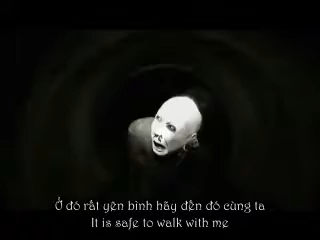 Ở đó rất yên bình hãy đến đó cùng ta
It is safe to walk with me